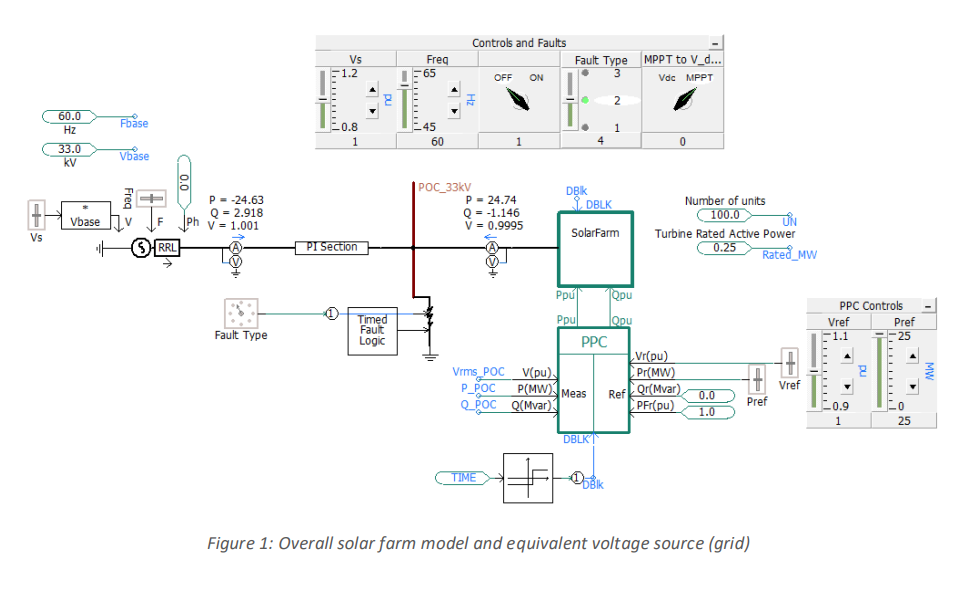 Controls and Faults
Vs
Freq
Fault Type
MPPT to V_d...
1.2
0.8
pu
1
65
45
Hz
60
OFF ON
1
3
2
1
4
Vdc MPPT
0
60.0
Hz
Fbase
33.0
kV
Vbase
Vs
*
Vbase
V
Freq
F
0.0
Ph
RRL
P = -24.63
Q = 2.918
V = 1.001
A
V
PI Section
POC_33kV
P = 24.74
Q = -1.146
V = 0.9995
A
V
DBlk
DBLK
SolarFarm
Number of units
100.0
UN
Turbine Rated Active Power
0.25
Rated_MW
Ppu
Qpu
Ppu
Qpu
PPC
Fault Type
1
Timed
Fault
Logic
Vrms_POC
P_POC
Q_POC
V(pu)
P(MW)
Q(Mvar)
Meas
Ref
DBLK
Vr(pu)
Pr(MW)
Qr(Mvar)
PFr(pu)
0.0
1.0
Pref
Vref
PPC Controls
Vref
Pref
1.1
0.9
pu
1
25
0
MW
25
TIME
1
DBlk
Figure 1: Overall solar farm model and equivalent voltage source (grid)